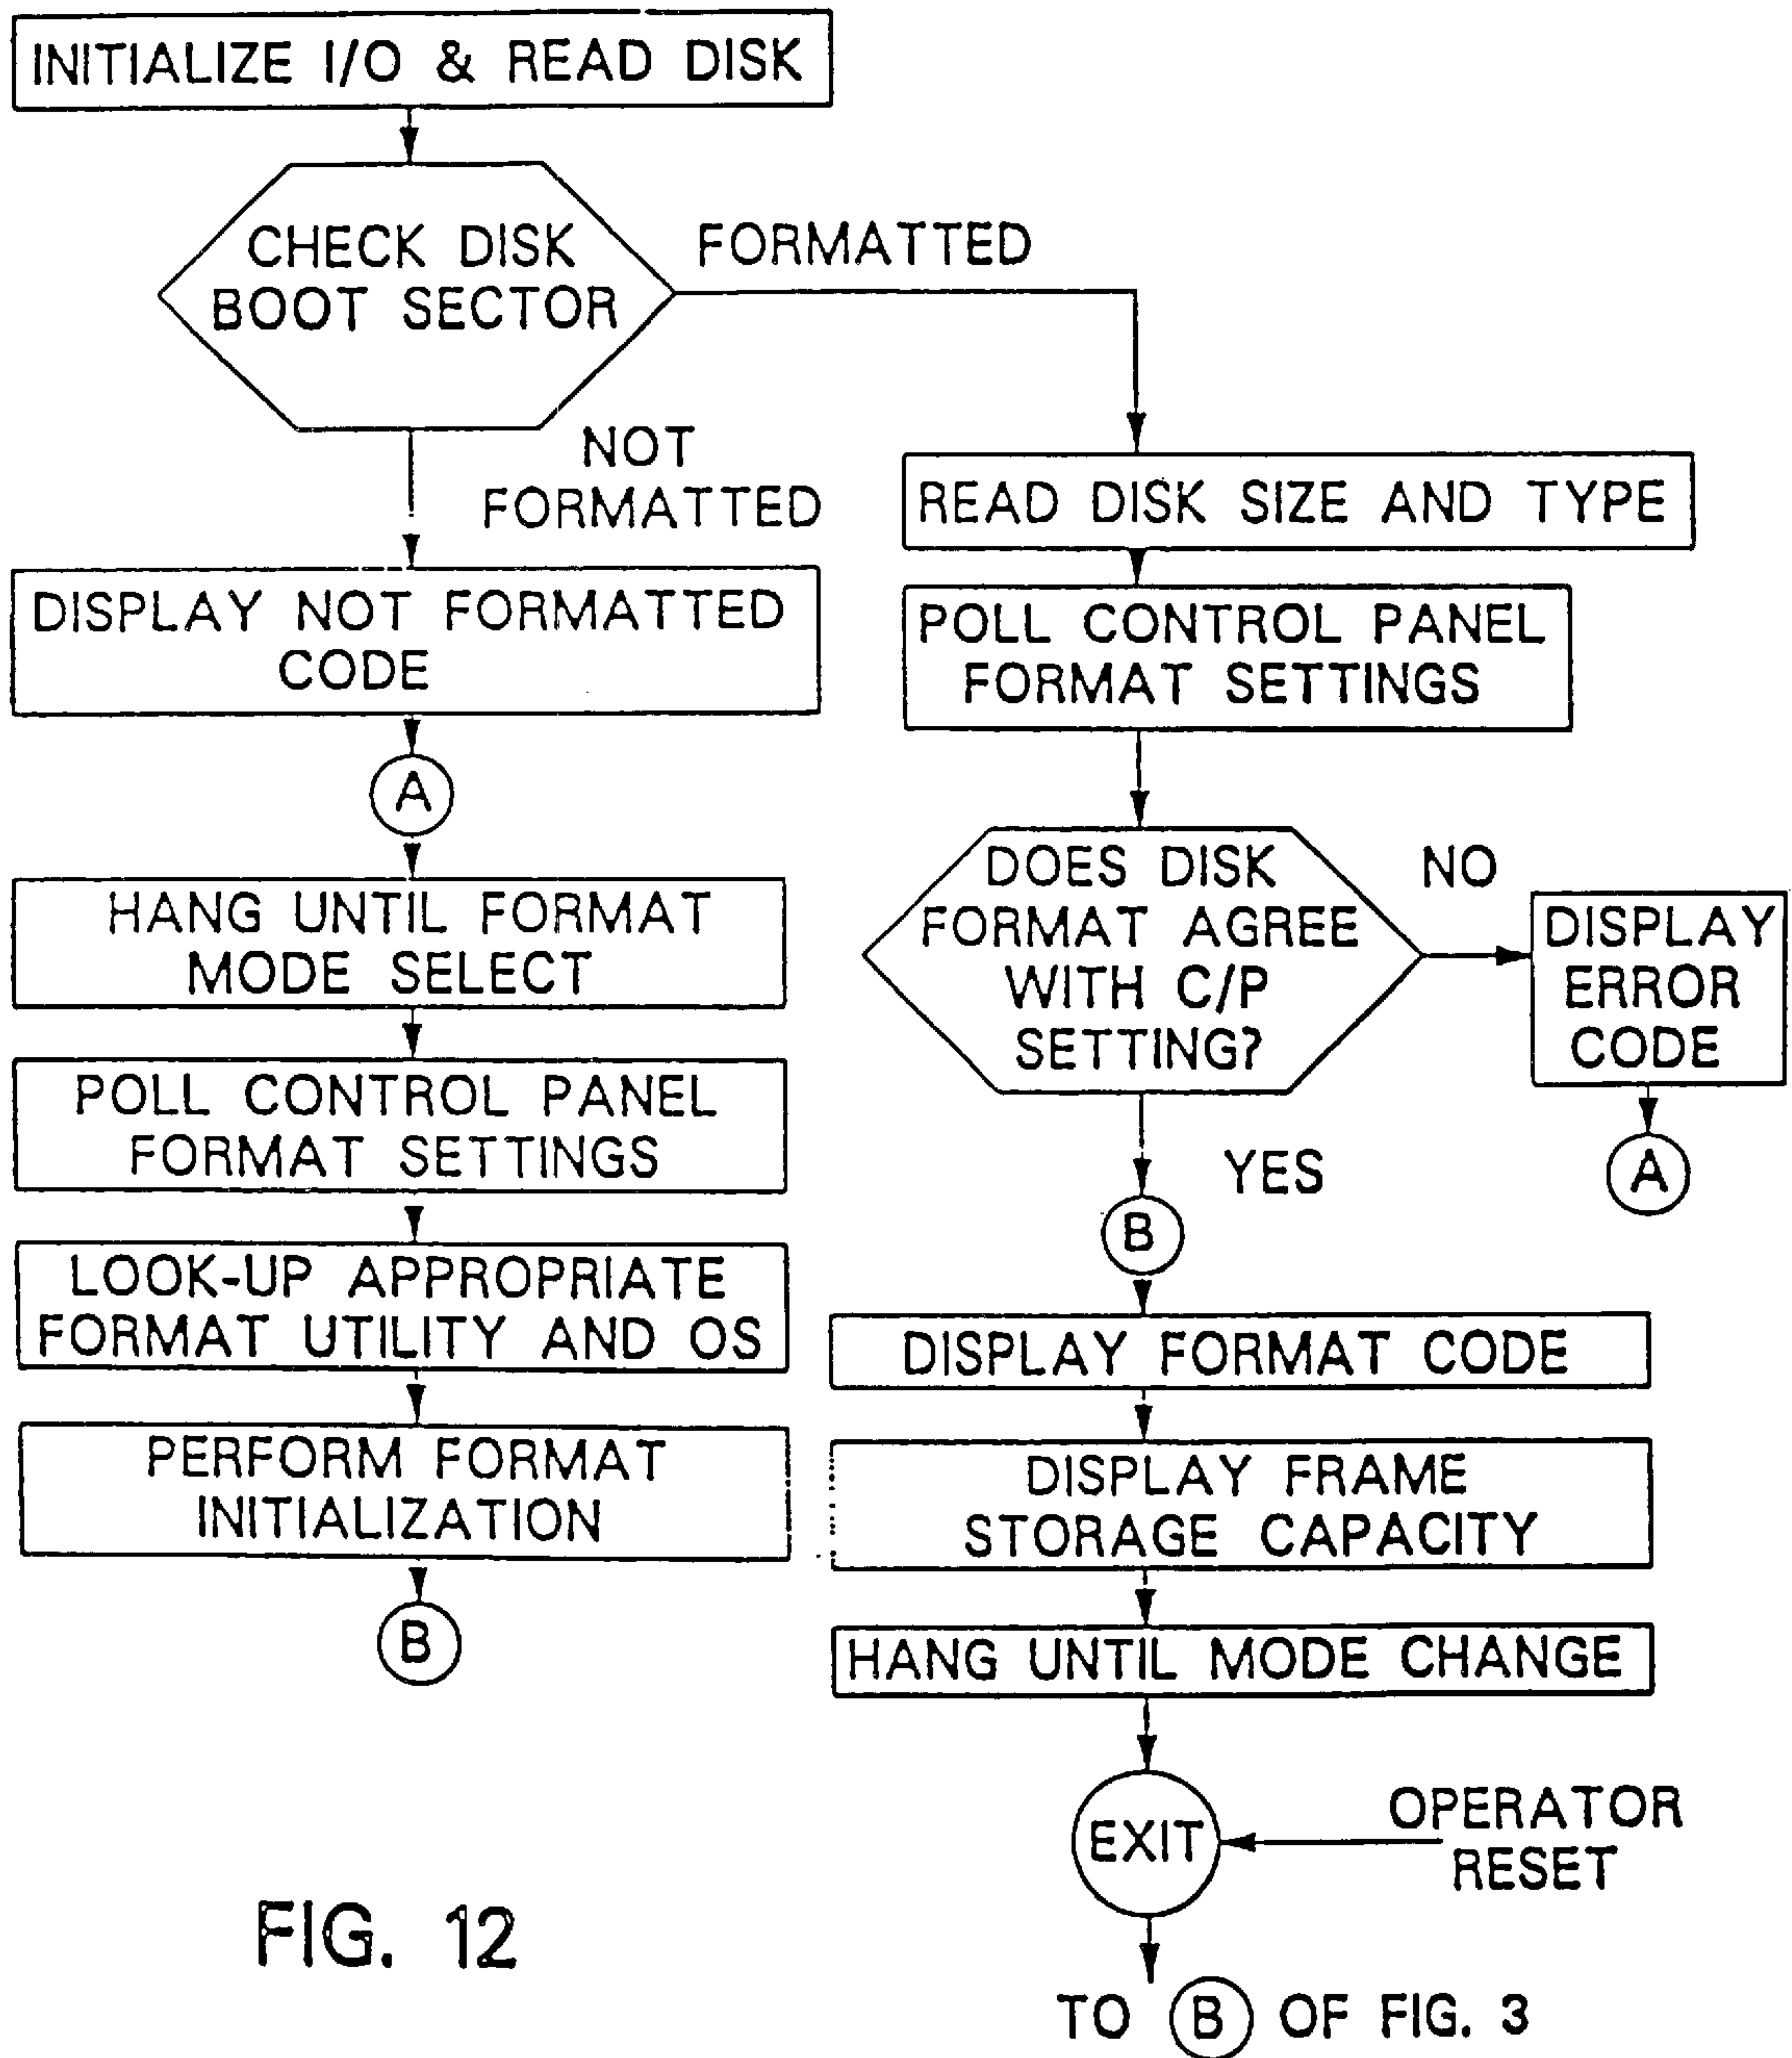 INITIALIZE I/O & READ DISK
CHECK DISK
BOOT SECTOR
FORMATTED
NOT
FORMATTED
DISPLAY NOT FORMATTED
CODE
A
HANG UNTIL FORMAT
MODE SELECT
POLL CONTROL PANEL
FORMAT SETTINGS
LOOK-UP APPROPRIATE
FORMAT UTILITY AND OS
PERFORM FORMAT
INITIALIZATION
B
READ DISK SIZE AND TYPE
POLL CONTROL PANEL
FORMAT SETTINGS
DOES DISK
FORMAT AGREE
WITH C/P
SETTING?
NO
DISPLAY
ERROR
CODE
A
YES
B
DISPLAY FORMAT CODE
DISPLAY FRAME
STORAGE CAPACITY
HANG UNTIL MODE CHANGE
EXIT
OPERATOR
RESET
TO B OF FIG. 3
FIG. 12